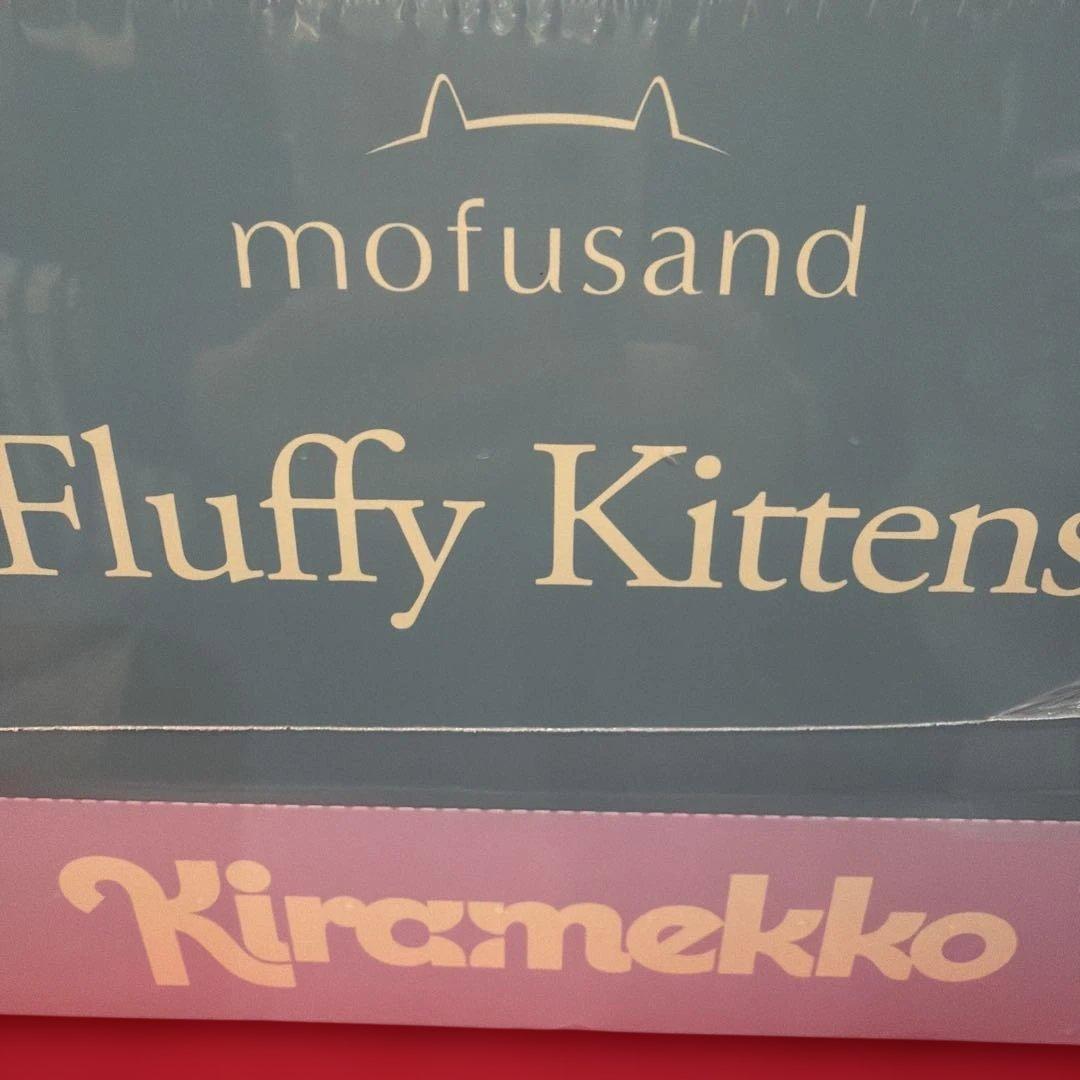 mofusand
Fluffy Kittens
Kiramekko